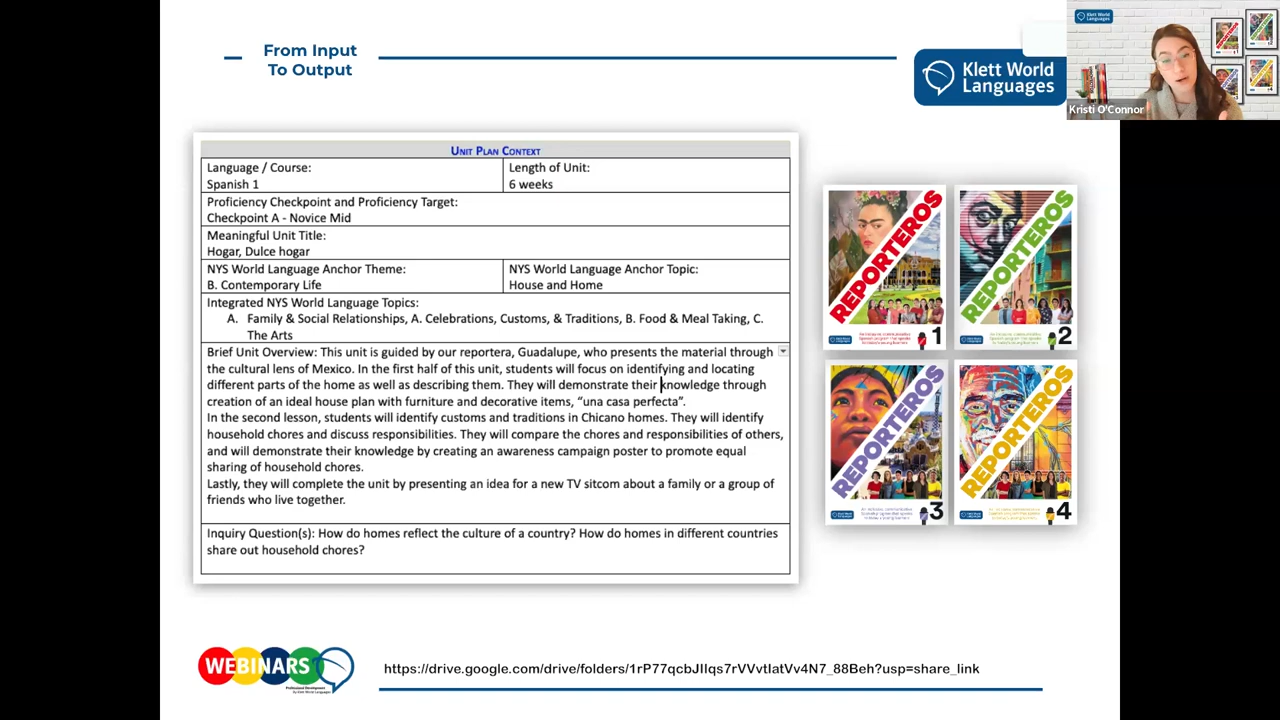 From Input
To Output
Klett World
Languages
Klett World
Languages
Kristi O'Connor
UNIT PLAN CONTEXT
Language / Course:
Spanish 1
Length of Unit:
6 weeks
Proficiency Checkpoint and Proficiency Target:
Checkpoint A - Novice Mid
Meaningful Unit Title:
Hogar, Dulce hogar
NYS World Language Anchor Theme:
B. Contemporary Life
NYS World Language Anchor Topic:
House and Home
Integrated NYS World Language Topics:
A. Family & Social Relationships, A. Celebrations, Customs, & Traditions, B. Food & Meal Taking, C.
The Arts
Brief Unit Overview: This unit is guided by our reportera, Guadalupe, who presents the material through
the cultural lens of Mexico. In the first half of this unit, students will focus on identifying and locating
different parts of the home as well as describing them. They will demonstrate their knowledge through
creation of an ideal house plan with furniture and decorative items, “una casa perfecta”.
In the second lesson, students will identify customs and traditions in Chicano homes. They will identify
household chores and discuss responsibilities. They will compare the chores and responsibilities of others,
and will demonstrate their knowledge by creating an awareness campaign poster to promote equal
sharing of household chores.
Lastly, they will complete the unit by presenting an idea for a new TV sitcom about a family or a group of
friends who live together.
Inquiry Question(s): How do homes reflect the culture of a country? How do homes in different countries
share out household chores?
REPORTEROS
1
REPORTEROS
2
REPORTEROS
3
REPORTEROS
4
WEBINARS
Professional Development
By Klett World Languages
https://drive.google.com/drive/folders/1rP77qcbJIlqs7rVVvtIatVv4N7_88Beh?usp=share_link